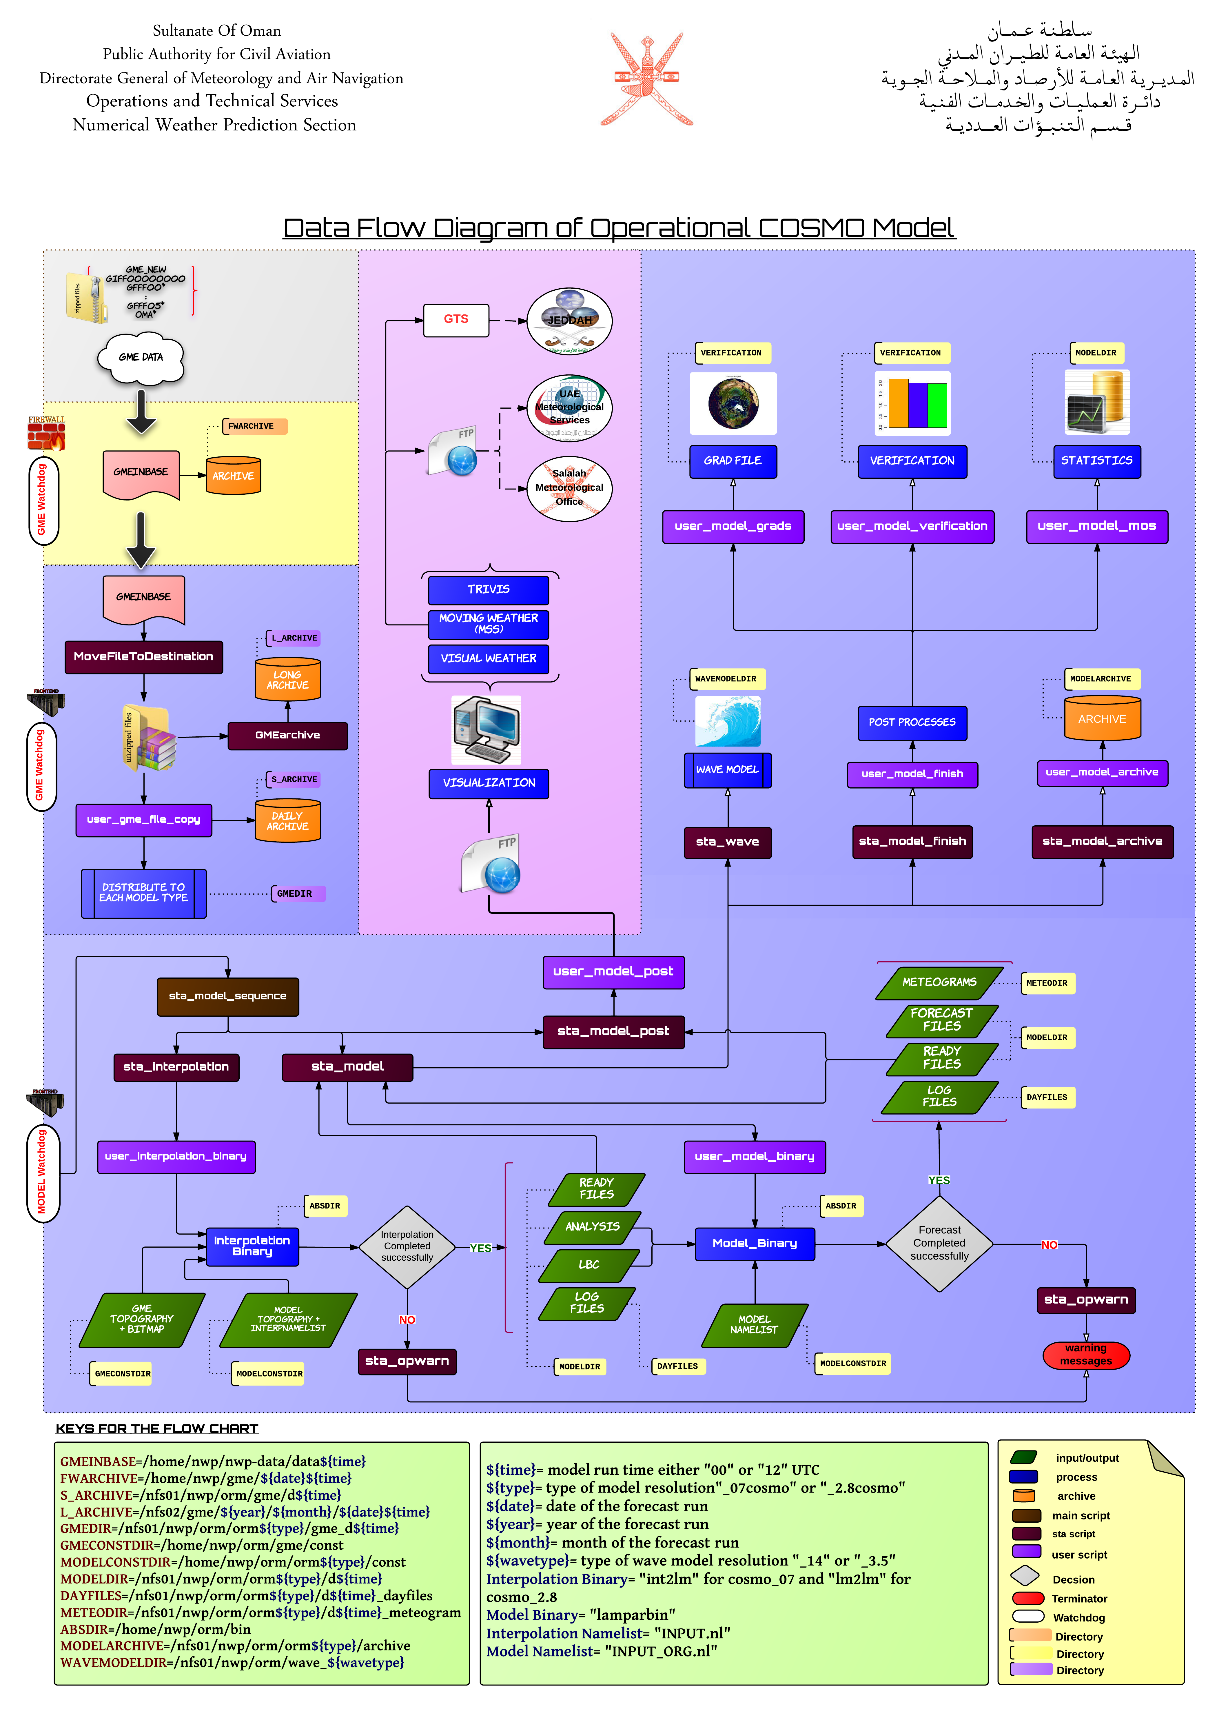 Sultanate Of Oman
Public Authority for Civil Aviation
Directorate General of Meteorology and Air Navigation
Operations and Technical Services
Numerical Weather Prediction Section
سلطنة عمان
الهيئة العامة للطيران المدني
المديرية العامة للأرصاد والملاحة الجوية
دائرة العمليات والخدمات الفنية
قسم التنبؤات العددية
Data Flow Diagram of Operational COSMO Model
zipped files
GME_NEW
GIFF00000000
GFFF00*
:
GFFF05*
OMA*
GME DATA
FIREWALL
GME Watchdog
FWARCHIVE
GMEINBASE
ARCHIVE
GMEINBASE
MoveFileToDestination
L_ARCHIVE
LONG
ARCHIVE
FRONTEND
GME Watchdog
unzipped files
GMEarchive
S_ARCHIVE
user_gme_file_copy
DAILY
ARCHIVE
DISTRIBUTE TO
EACH MODEL TYPE
GMEDIR
GTS
JEDDAH
UAE
Meteorological
Services
FTP
Salalah
Meteorological
Office
TRIVIS
MOVING WEATHER
(MSS)
VISUAL WEATHER
VISUALIZATION
FTP
VERIFICATION
VERIFICATION
MODELDIR
GRAD FILE
VERIFICATION
STATISTICS
user_model_grads
user_model_verification
user_model_mos
WAVEMODELDIR
MODELARCHIVE
POST PROCESSES
ARCHIVE
WAVE MODEL
user_model_finish
user_model_archive
sta_wave
sta_model_finish
sta_model_archive
user_model_post
sta_model_sequence
sta_model_post
sta_interpolation
sta_model
METEOGRAMS
METEODIR
FORECAST
FILES
MODELDIR
READY
FILES
LOG
FILES
DAYFILES
FRONTEND
MODEL Watchdog
user_interpolation_binary
user_model_binary
YES
READY
FILES
ABSDIR
ABSDIR
Interpolation
Binary
Interpolation
Completed
successfully
YES
ANALYSIS
Model_Binary
Forecast
Completed
successfully
NO
LBC
GME
TOPOGRAPHY
+ BITMAP
MODEL
TOPOGRAPHY +
INTERPNAMELIST
LOG
FILES
NO
MODEL
NAMELIST
sta_opwarn
sta_opwarn
warning
messages
GMECONSTDIR
MODELCONSTDIR
MODELDIR
DAYFILES
MODELCONSTDIR
KEYS FOR THE FLOW CHART
GMEINBASE=/home/nwp/nwp-data/data${time}
FWARCHIVE=/home/nwp/gme/${date}${time}
S_ARCHIVE=/nfs01/nwp/orm/gme/d${time}
L_ARCHIVE=/nfs02/gme/${year}/${month}/${date}${time}
GMEDIR=/nfs01/nwp/orm/orm${type}/gme_d${time}
GMECONSTDIR=/home/nwp/orm/gme/const
MODELCONSTDIR=/home/nwp/orm/orm${type}/const
MODELDIR=/nfs01/nwp/orm/orm${type}/d${time}
DAYFILES=/nfs01/nwp/orm/orm${type}/d${time}_dayfiles
METEODIR=/nfs01/nwp/orm/orm${type}/d${time}_meteogram
ABSDIR=/home/nwp/orm/bin
MODELARCHIVE=/nfs01/nwp/orm/orm${type}/archive
WAVEMODELDIR=/nfs01/nwp/orm/wave_${wavetype}
${time}= model run time either "00" or "12" UTC
${type}= type of model resolution"_07cosmo" or "_2.8cosmo"
${date}= date of the forecast run
${year}= year of the forecast run
${month}= month of the forecast run
${wavetype}= type of wave model resolution "_14" or "_3.5"
Interpolation Binary= "int2lm" for cosmo_07 and "lm2lm" for
cosmo_2.8
Model Binary= "lamparbin"
Interpolation Namelist= "INPUT.nl"
Model Namelist= "INPUT_ORG.nl"
input/output
process
archive
main script
sta script
user script
Decsion
Terminator
Watchdog
Directory
Directory
Directory